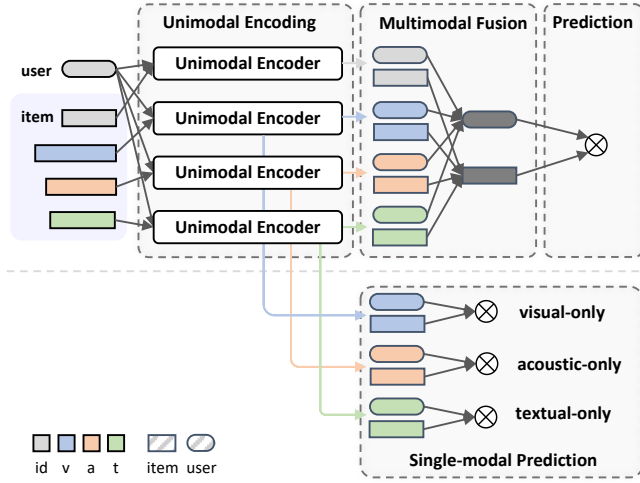 Unimodal Encoding
Multimodal Fusion
Prediction
user
item
Unimodal Encoder
Unimodal Encoder
Unimodal Encoder
Unimodal Encoder
visual-only
acoustic-only
textual-only
Single-modal Prediction
id v a t item user